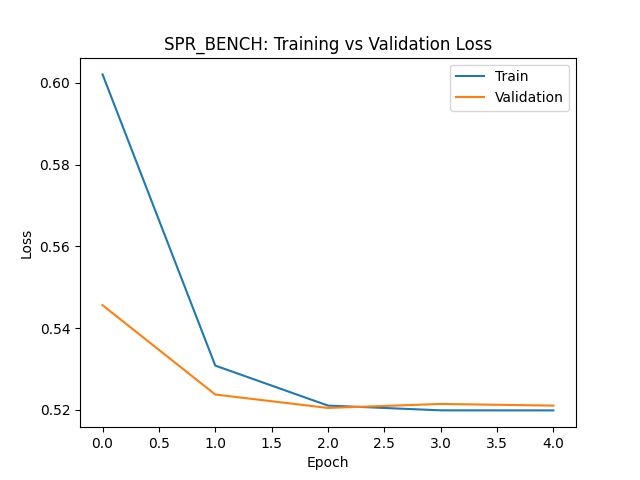 SPR_BENCH: Training vs Validation Loss
Train
Validation
0.60
0.58
0.56
0.54
0.52
Loss
0.0 0.5 1.0 1.5 2.0 2.5 3.0 3.5 4.0
Epoch